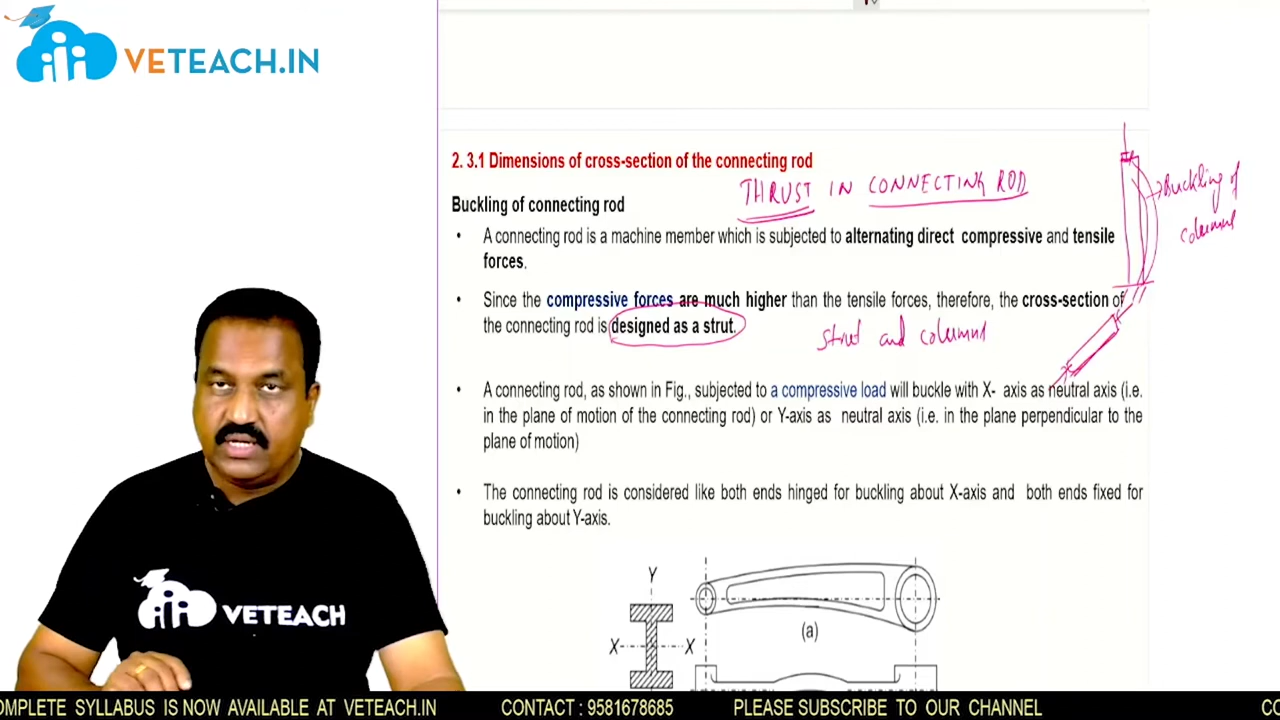 VETEACH.IN
2. 3.1 Dimensions of cross-section of the connecting rod
THRUST IN CONNECTING ROD
Buckling of connecting rod
• A connecting rod is a machine member which is subjected to alternating direct compressive and tensile
forces.
Buckling of
columns
• Since the compressive forces are much higher than the tensile forces, therefore, the cross-section of
the connecting rod is designed as a strut.
strut and columns
• A connecting rod, as shown in Fig., subjected to a compressive load will buckle with X- axis as neutral axis (i.e.
in the plane of motion of the connecting rod) or Y-axis as neutral axis (i.e. in the plane perpendicular to the
plane of motion)
• The connecting rod is considered like both ends hinged for buckling about X-axis and both ends fixed for
buckling about Y-axis.
Y
X X
(a)
VETEACH
OMPLETE SYLLABUS IS NOW AVAILABLE AT VETEACH.IN CONTACT : 9581678685 PLEASE SUBSCRIBE TO OUR CHANNEL CO